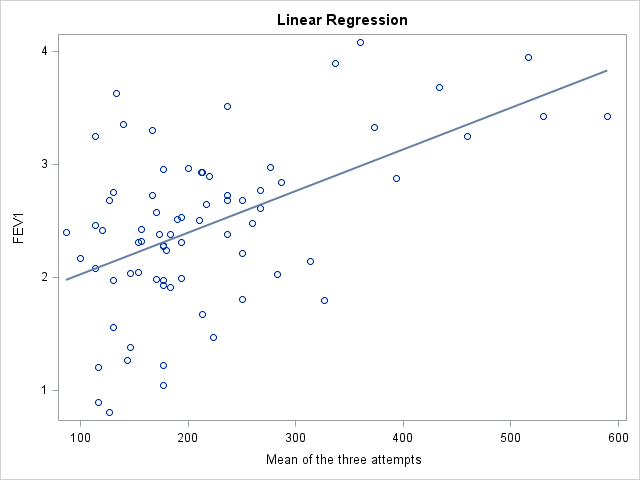 Linear Regression
4
3
2
1
FEV1
100 200 300 400 500 600
Mean of the three attempts